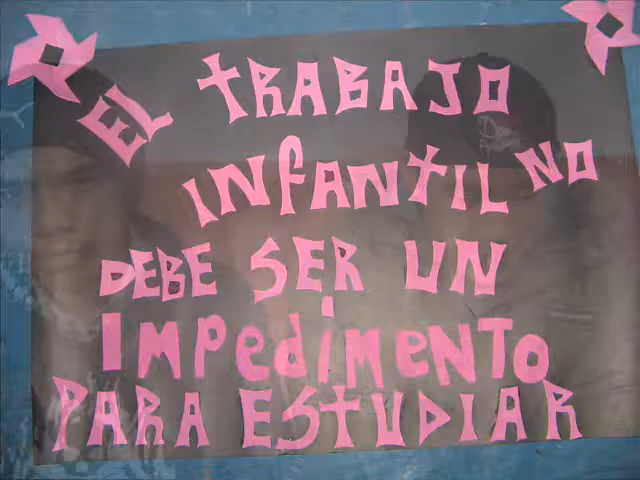 EL TRABAJO
INFANTIL NO
DEBE SER UN
IMPEDIMENTO
PARA ESTUDIAR